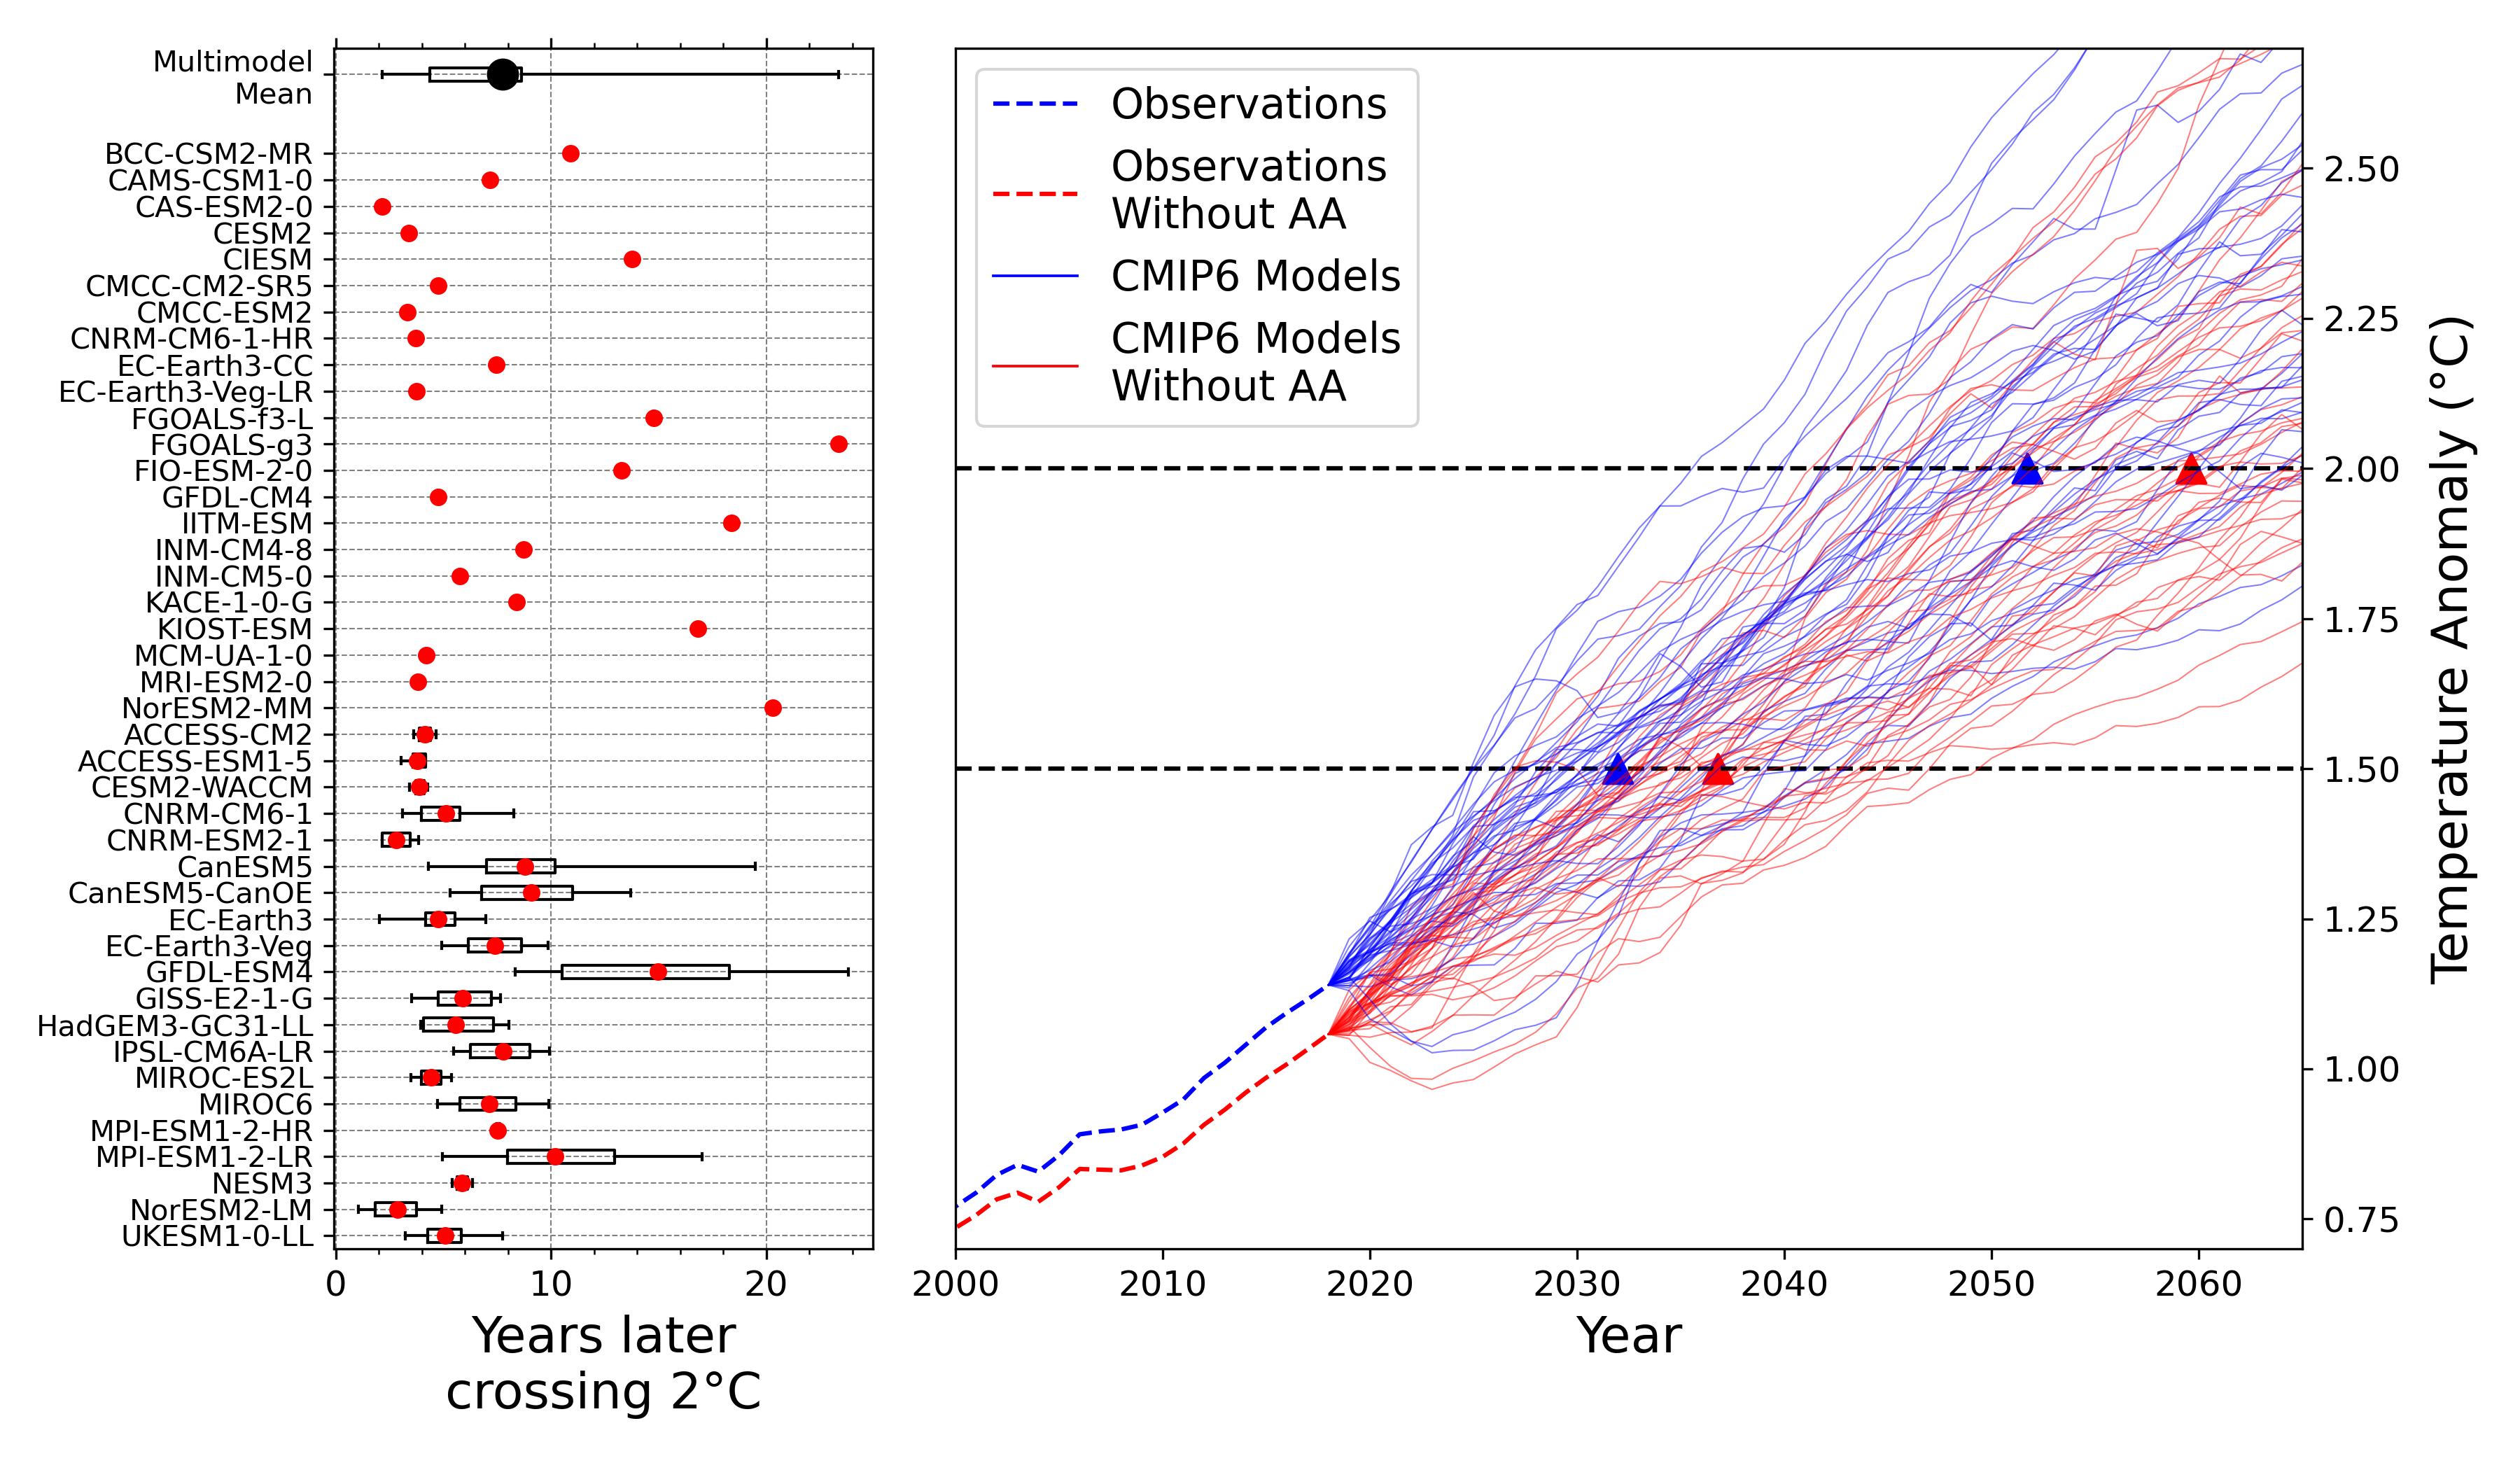 Multimodel
Mean
BCC-CSM2-MR
CAMS-CSM1-0
CAS-ESM2-0
CESM2
CIESM
CMCC-CM2-SR5
CMCC-ESM2
CNRM-CM6-1-HR
EC-Earth3-CC
EC-Earth3-Veg-LR
FGOALS-f3-L
FGOALS-g3
FIO-ESM-2-0
GFDL-CM4
IITM-ESM
INM-CM4-8
INM-CM5-0
KACE-1-0-G
KIOST-ESM
MCM-UA-1-0
MRI-ESM2-0
NorESM2-MM
ACCESS-CM2
ACCESS-ESM1-5
CESM2-WACCM
CNRM-CM6-1
CNRM-ESM2-1
CanESM5
CanESM5-CanOE
EC-Earth3
EC-Earth3-Veg
GFDL-ESM4
GISS-E2-1-G
HadGEM3-GC31-LL
IPSL-CM6A-LR
MIROC-ES2L
MIROC6
MPI-ESM1-2-HR
MPI-ESM1-2-LR
NESM3
NorESM2-LM
UKESM1-0-LL
0 10 20
Years later
crossing 2°C
Observations
Observations
Without AA
CMIP6 Models
CMIP6 Models
Without AA
2000 2010 2020 2030 2040 2050 2060
Year
2.50
2.25
2.00
1.75
1.50
1.25
1.00
0.75
Temperature Anomaly (°C)